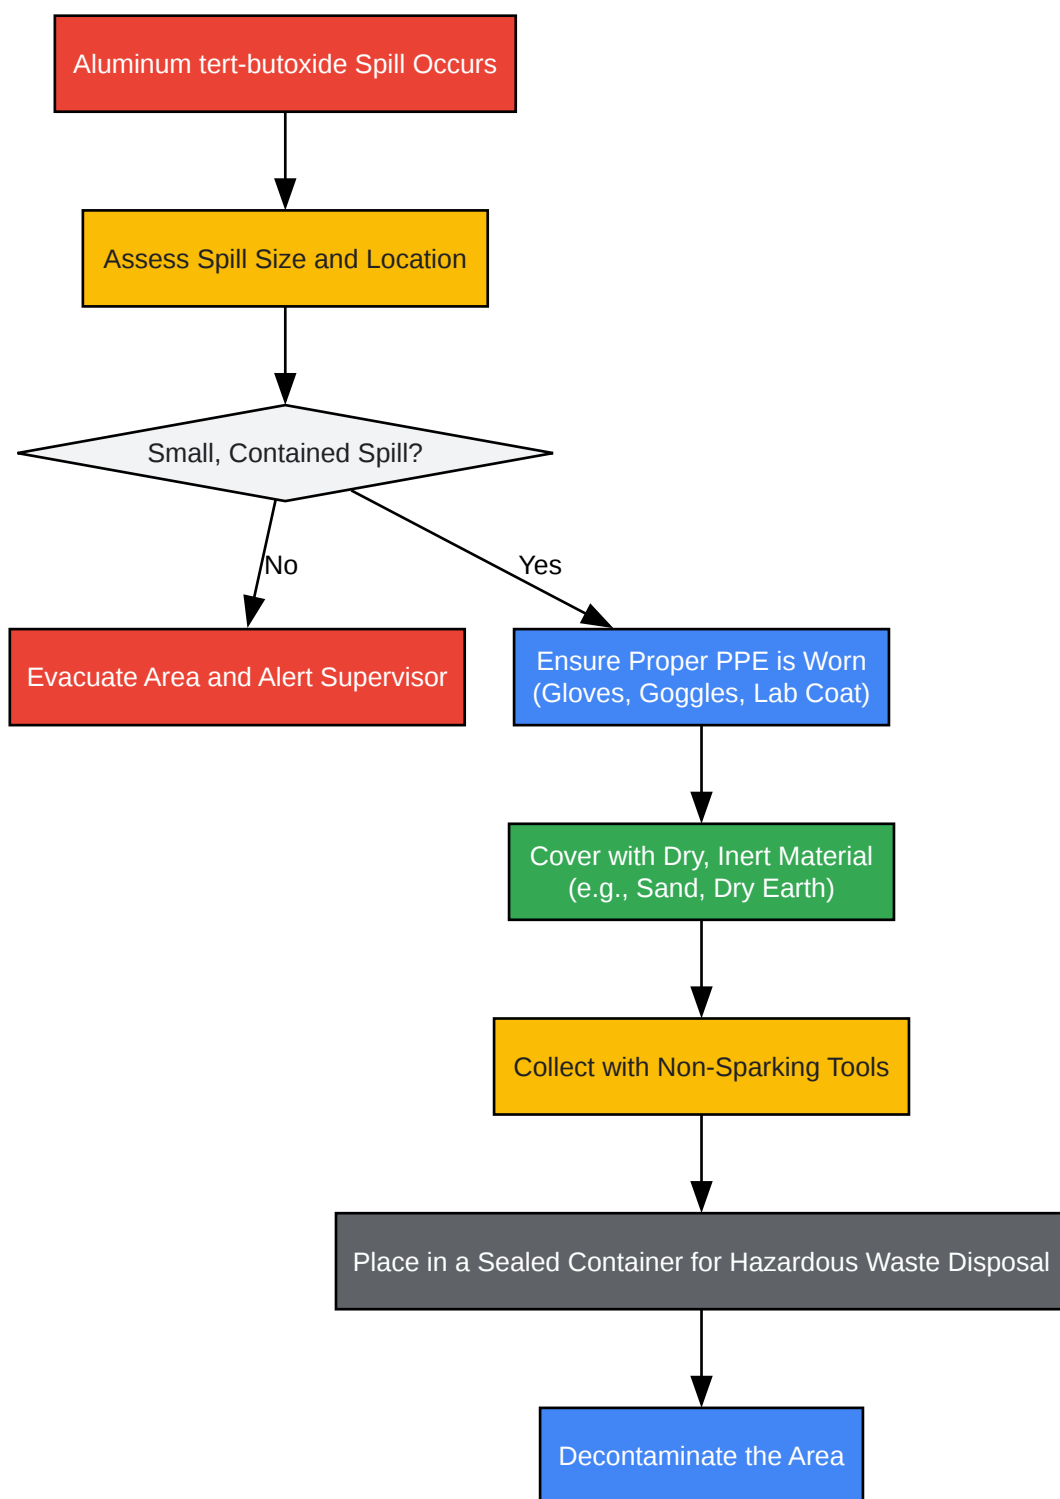 Aluminum tert-butoxide Spill Occurs
Assess Spill Size and Location
Small, Contained Spill?
No
Yes
Evacuate Area and Alert Supervisor
Ensure Proper PPE is Worn
(Gloves, Goggles, Lab Coat)
Cover with Dry, Inert Material
(e.g., Sand, Dry Earth)
Collect with Non-Sparking Tools
Place in a Sealed Container for Hazardous Waste Disposal
Decontaminate the Area